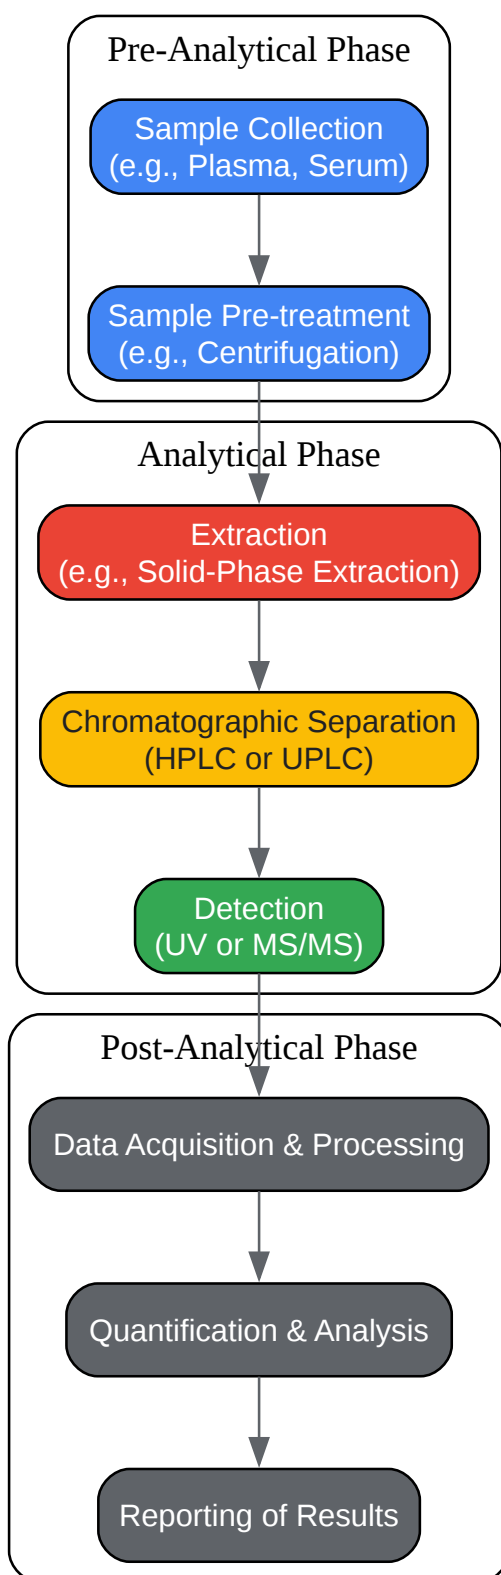 Pre-Analytical Phase
Sample Collection
(e.g., Plasma, Serum)
Sample Pre-treatment
(e.g., Centrifugation)
Analytical Phase
Extraction
(e.g., Solid-Phase Extraction)
Chromatographic Separation
(HPLC or UPLC)
Detection
(UV or MS/MS)
Post-Analytical Phase
Data Acquisition & Processing
Quantification & Analysis
Reporting of Results